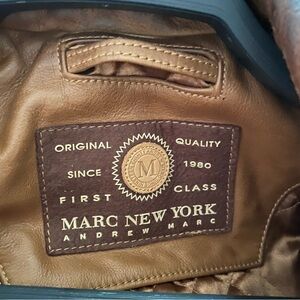 ORIGINAL QUALITY
M
SINCE 1980
FIRST CLASS
MARC NEW YORK
ANDREW MARC